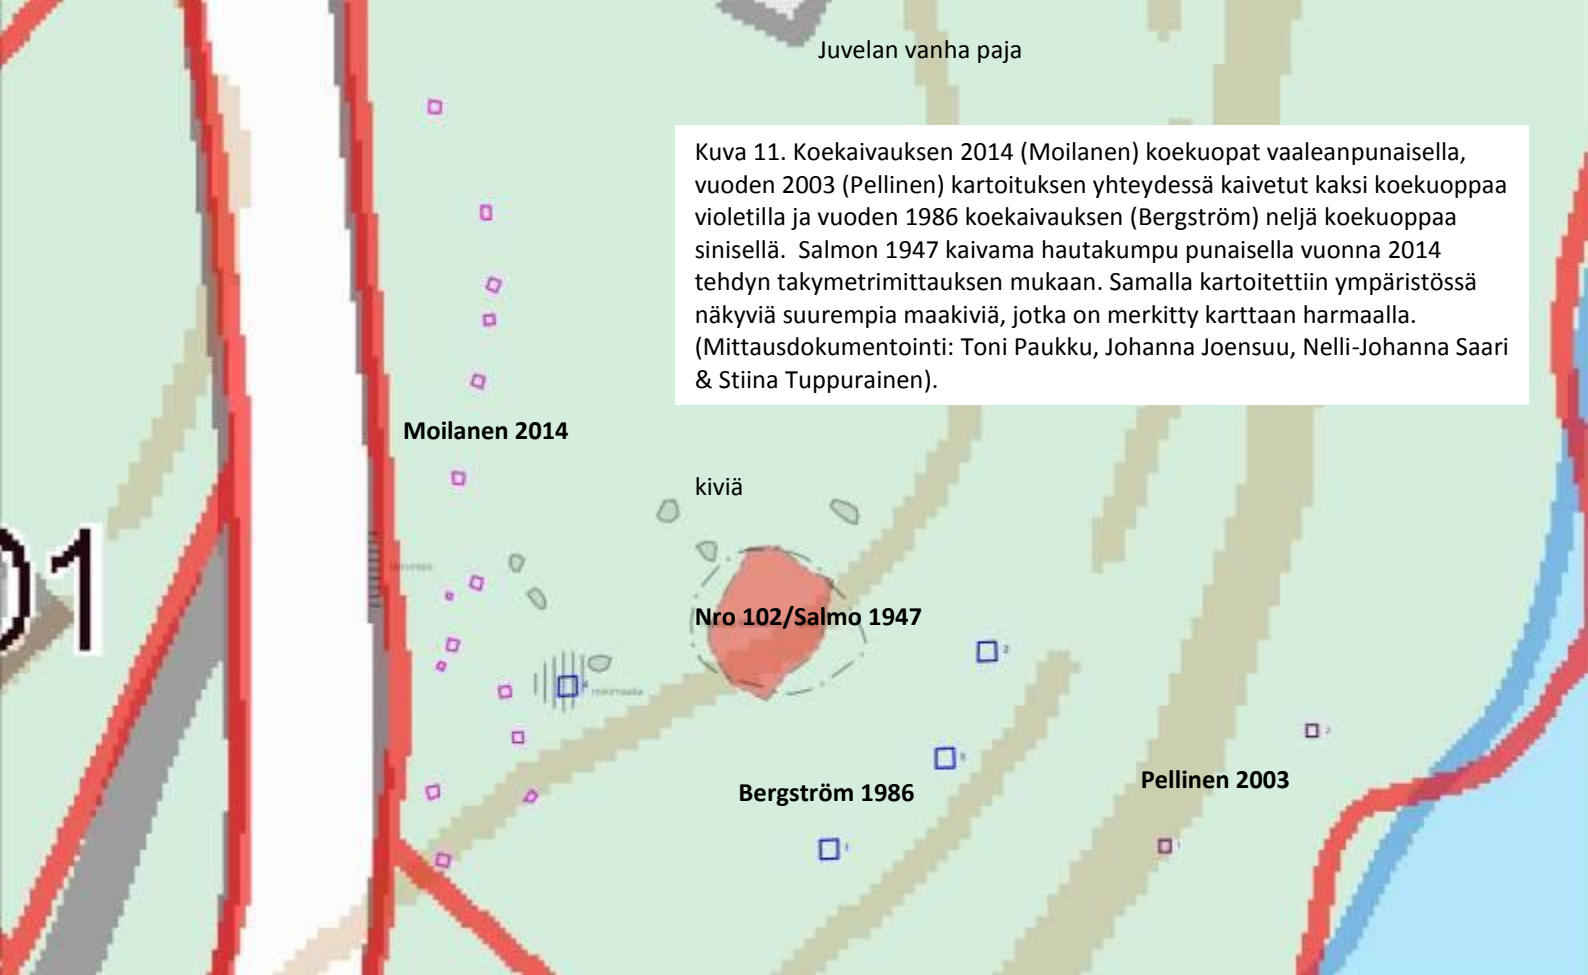 Juvelan vanha paja
Kuva 11. Koekaivauksen 2014 (Moilanen) koekuopat vaaleanpunaisella,
vuoden 2003 (Pellinen) kartoituksen yhteydessä kaivetut kaksi koekuoppaa
violetilla ja vuoden 1986 koekaivauksen (Bergström) neljä koekuoppaa
sinisellä.  Salmon 1947 kaivama hautakumpu punaisella vuonna 2014
tehdyn takymetrimittauksen mukaan. Samalla kartoitettiin ympäristössä
näkyviä suurempia maakiviä, jotka on merkitty karttaan harmaalla.
(Mittausdokumentointi: Toni Paukku, Johanna Joensuu, Nelli-Johanna Saari
& Stiina Tuppurainen).
Moilanen 2014
kiviä
01
Nro 102/Salmo 1947
2
Bergström 1986
Pellinen 2003
1